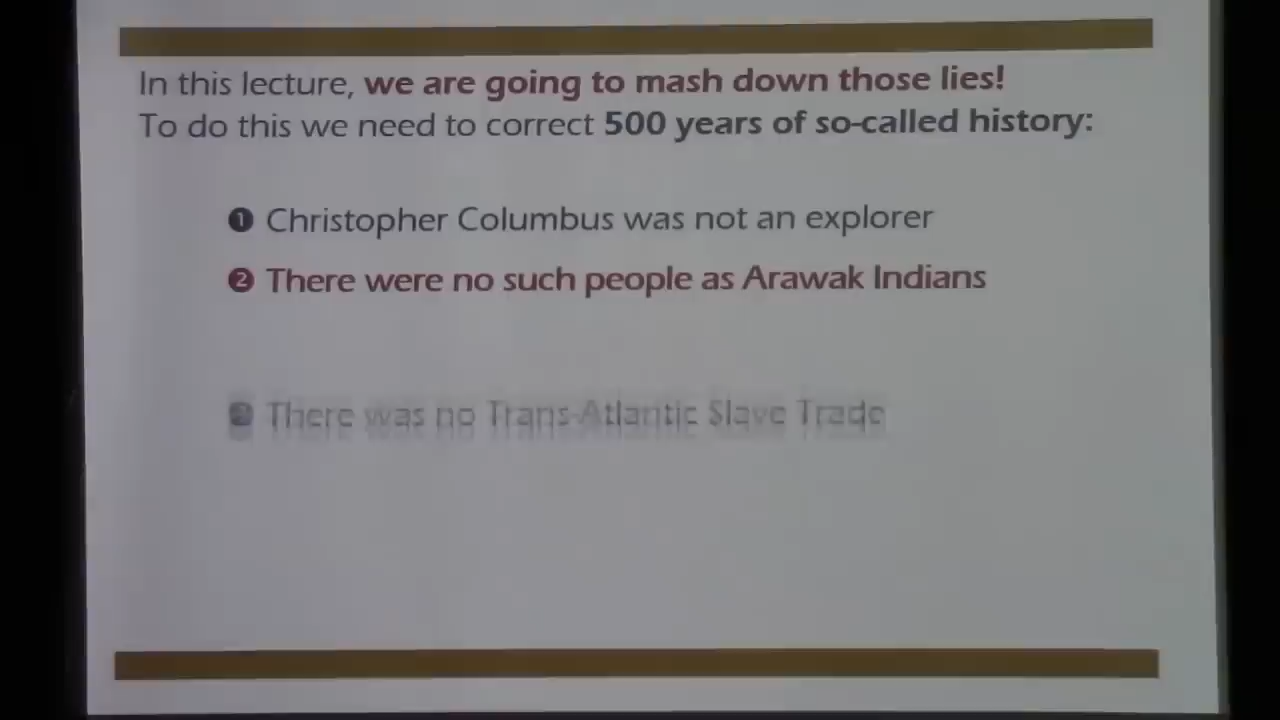 In this lecture, we are going to mash down those lies!
To do this we need to correct 500 years of so-called history:
❶ Christopher Columbus was not an explorer
❷ There were no such people as Arawak Indians
There was no Trans-Atlantic Slave Trade